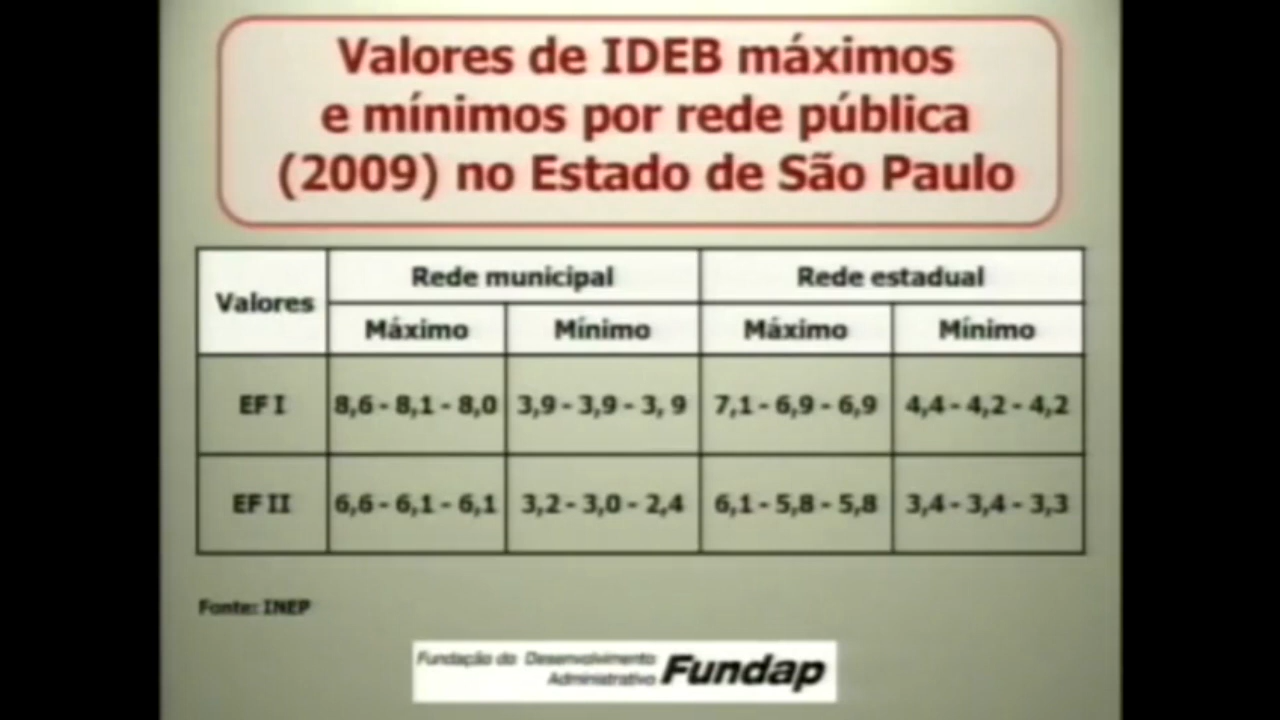 Valores de IDEB máximos
e mínimos por rede pública
(2009) no Estado de São Paulo
Valores
Rede municipal
Rede estadual
Máximo
Mínimo
Máximo
Mínimo
EF I
8,6 - 8,1 - 8,0
3,9 - 3,9 - 3, 9
7,1 - 6,9 - 6,9
4,4 - 4,2 - 4,2
EF II
6,6 - 6,1 - 6,1
3,2 - 3,0 - 2,4
6,1 - 5,8 - 5,8
3,4 - 3,4 - 3,3
Fonte: INEP
Fundação do Desenvolvimento
Administrativo
Fundap